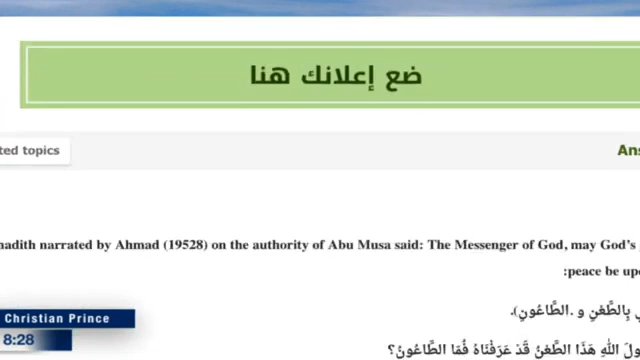 ضع إعلانك هنا
ted topics
Ans
hadith narrated by Ahmad (19528) on the authority of Abu Musa said: The Messenger of God, may God's
:peace be upo
بِالطَّعْنِ و .الطَّاعُونِ).
اللهِ هَذَا الطَّعْنُ قَدْ عَرَفْنَاهُ فَمَا الطَّاعُونُ؟
Christian Prince
8:28